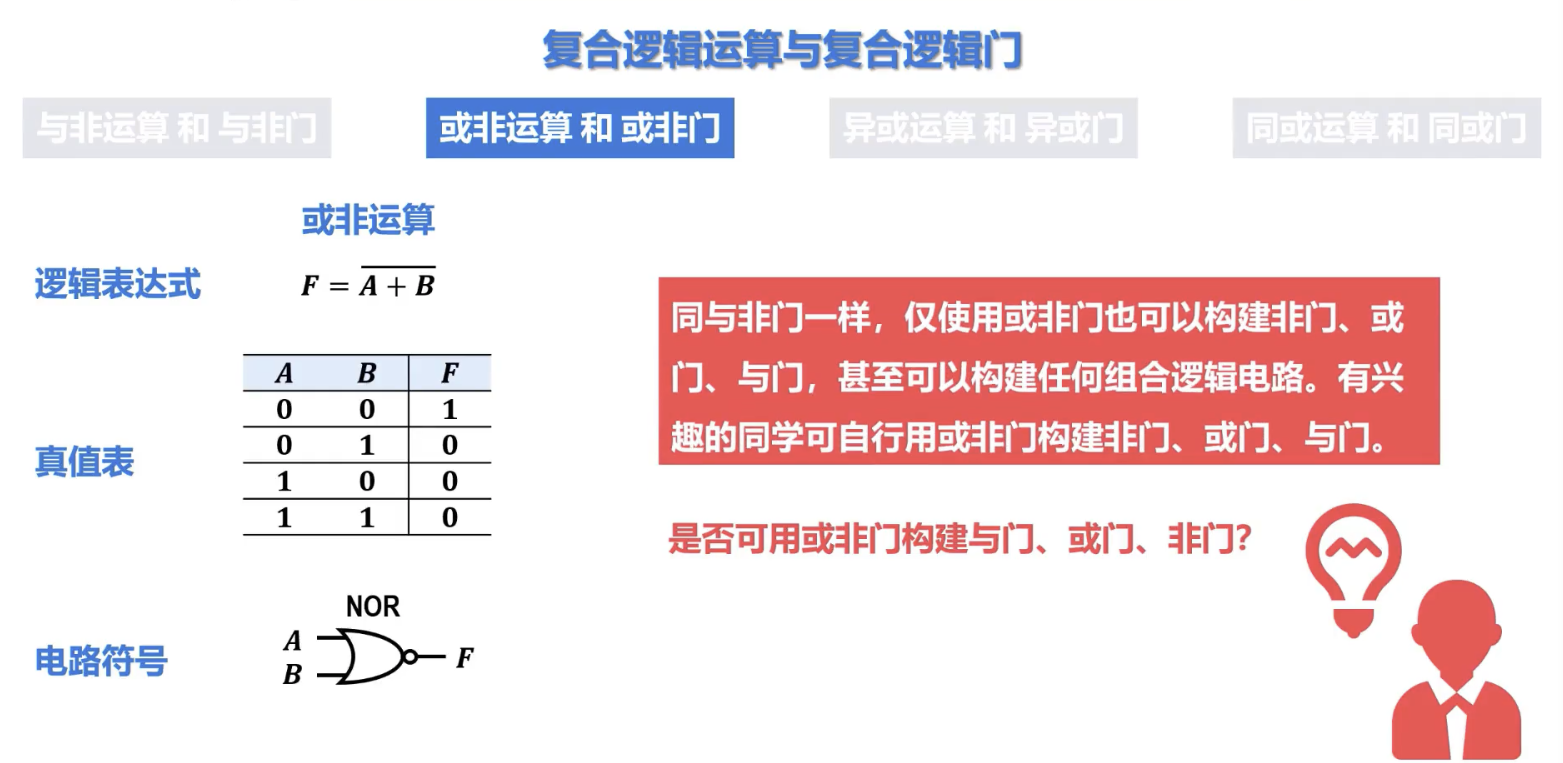 复合逻辑运算与复合逻辑门
与非运算 和 与非门
或非运算 和 或非门
异或运算 和 异或门
同或运算 和 同或门
或非运算
逻辑表达式
F = \overline{A + B}
真值表
A B F
0 0 1
0 1 0
1 0 0
1 1 0
电路符号
NOR
A
B
F
同与非门一样，仅使用或非门也可以构建非门、或
门、与门，甚至可以构建任何组合逻辑电路。有兴
趣的同学可自行用或非门构建非门、或门、与门。
是否可用或非门构建与门、或门、非门？